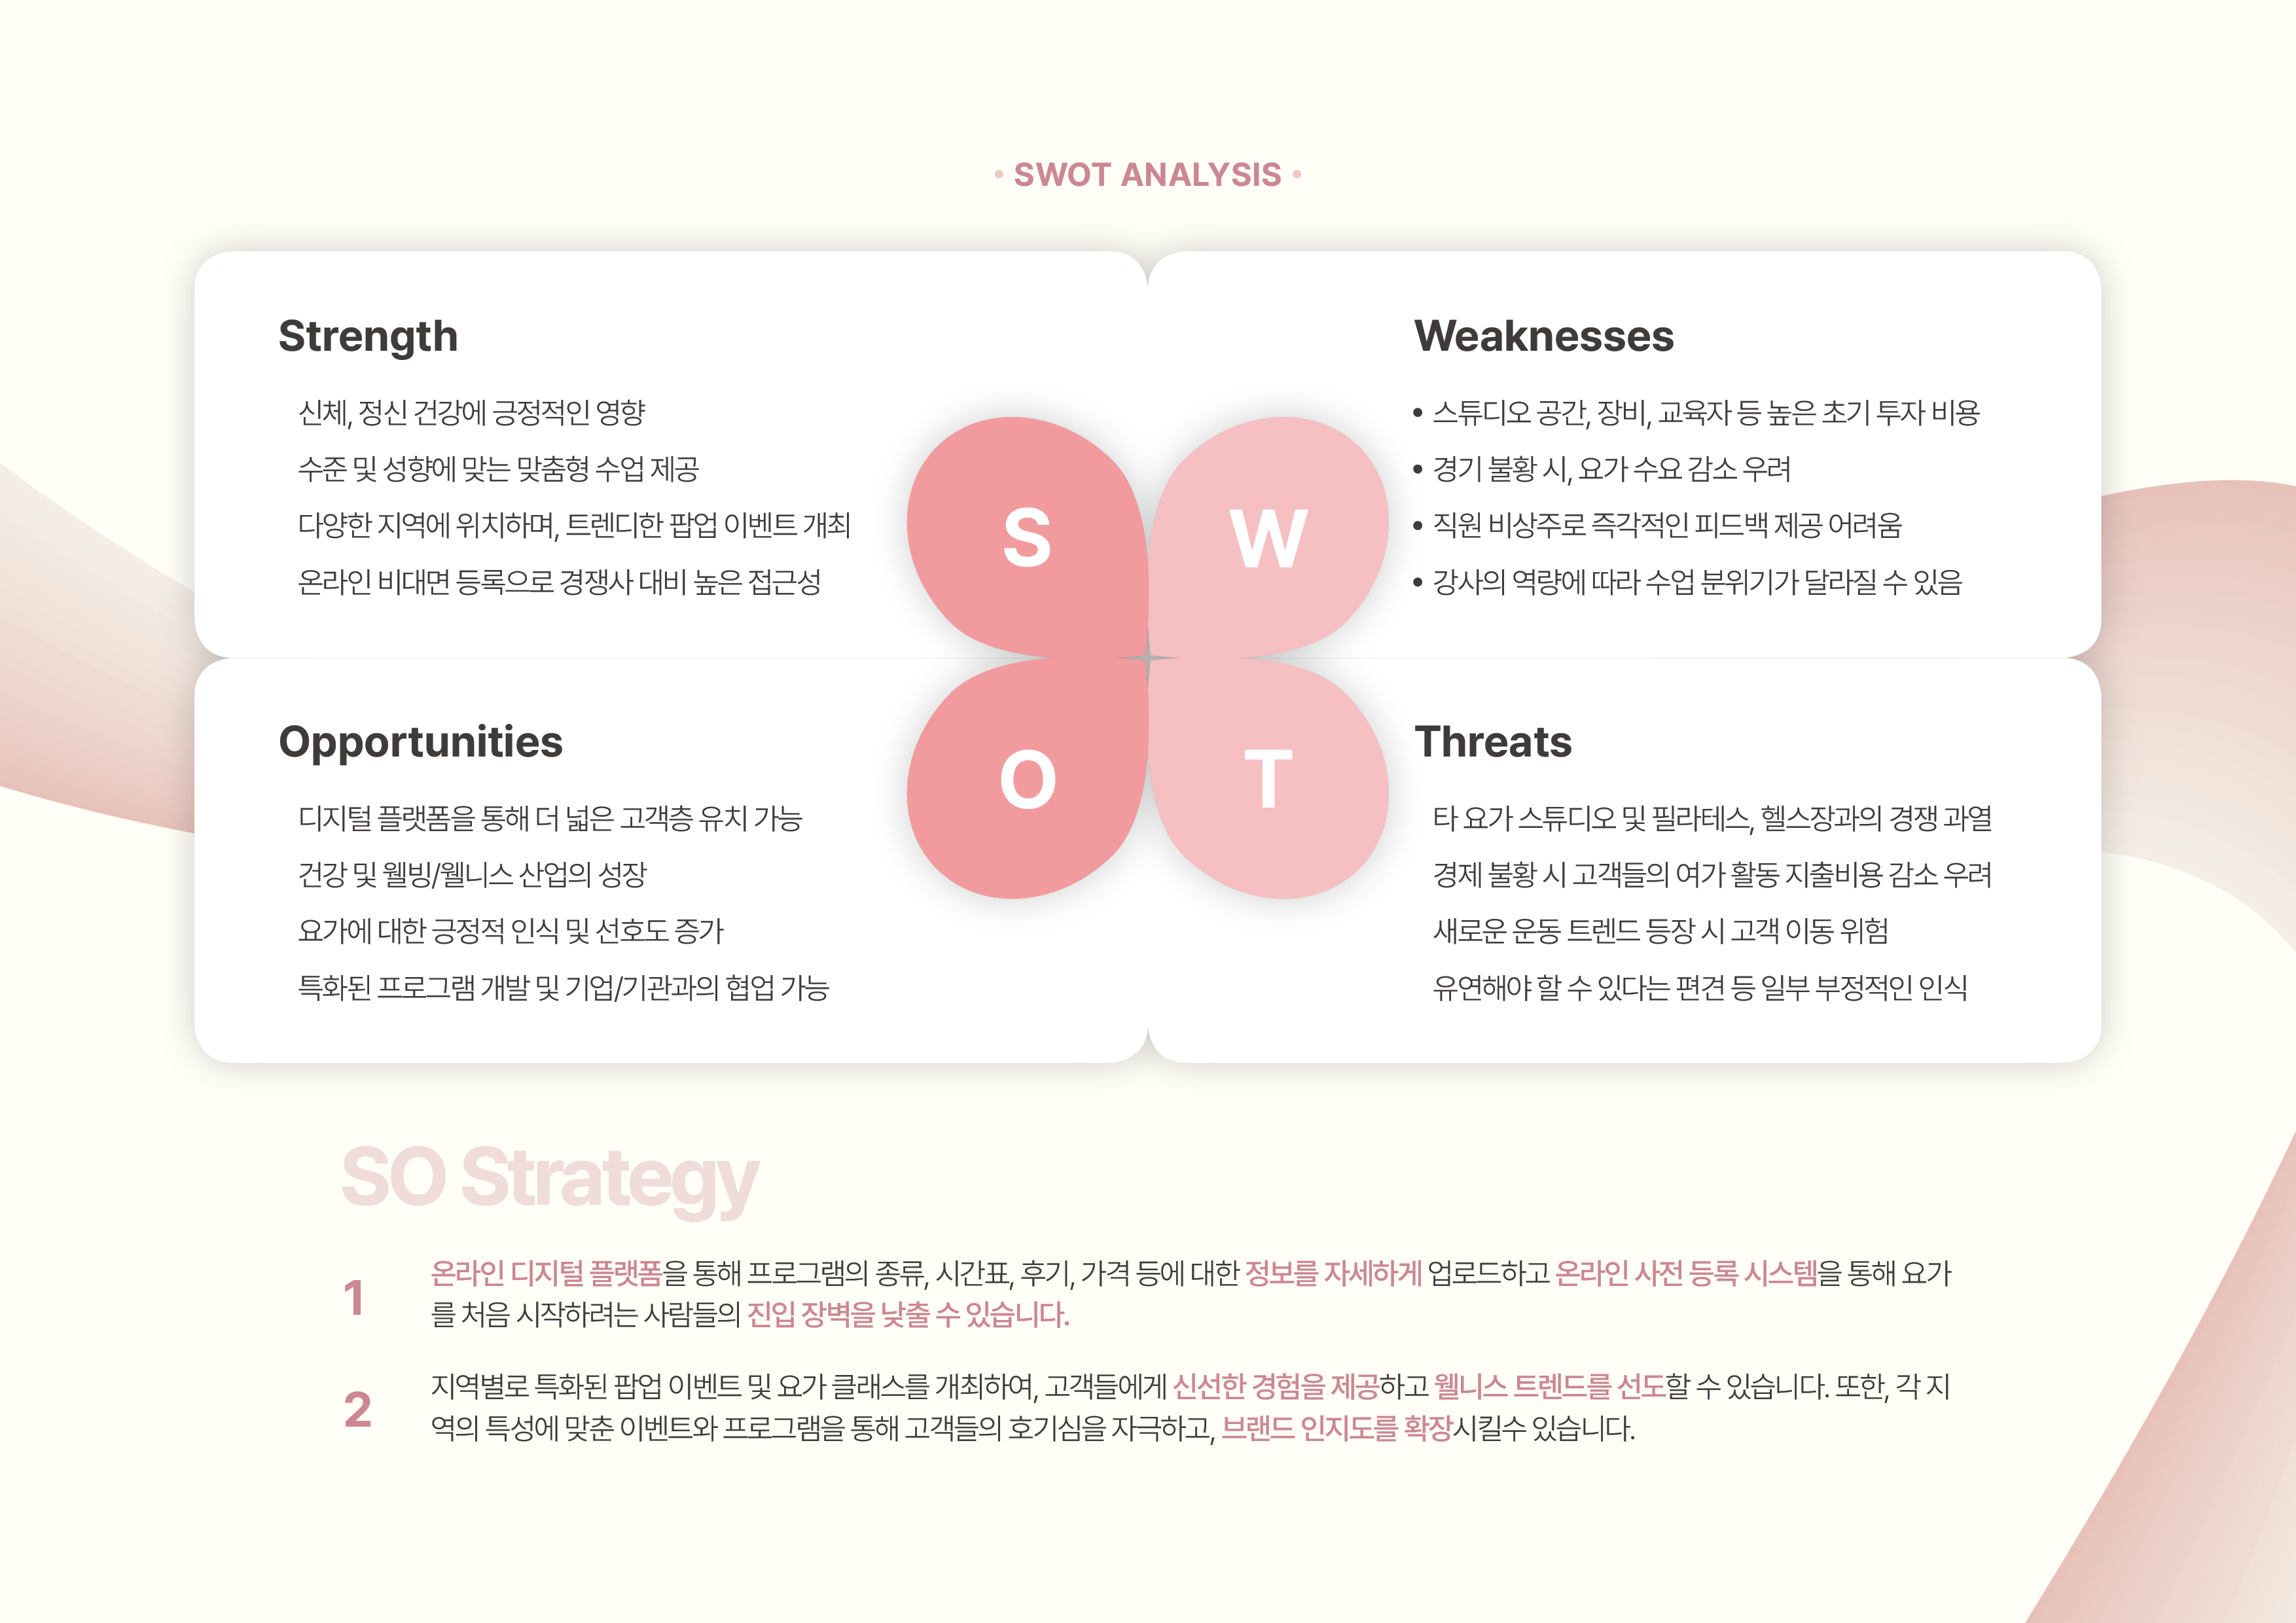 • SWOT ANALYSIS •
Strength
신체, 정신 건강에 긍정적인 영향
수준 및 성향에 맞는 맞춤형 수업 제공
다양한 지역에 위치하며, 트렌디한 팝업 이벤트 개최
온라인 비대면 등록으로 경쟁사 대비 높은 접근성
Weaknesses
• 스튜디오 공간, 장비, 교육자 등 높은 초기 투자 비용
• 경기 불황 시, 요가 수요 감소 우려
• 직원 비상주로 즉각적인 피드백 제공 어려움
• 강사의 역량에 따라 수업 분위기가 달라질 수 있음
S
W
O
T
Opportunities
디지털 플랫폼을 통해 더 넓은 고객층 유치 가능
건강 및 웰빙/웰니스 산업의 성장
요가에 대한 긍정적 인식 및 선호도 증가
특화된 프로그램 개발 및 기업/기관과의 협업 가능
Threats
타 요가 스튜디오 및 필라테스, 헬스장과의 경쟁 과열
경제 불황 시 고객들의 여가 활동 지출비용 감소 우려
새로운 운동 트렌드 등장 시 고객 이동 위험
유연해야 할 수 있다는 편견 등 일부 부정적인 인식
SO Strategy
1
온라인 디지털 플랫폼을 통해 프로그램의 종류, 시간표, 후기, 가격 등에 대한 정보를 자세하게 업로드하고 온라인 사전 등록 시스템을 통해 요가
를 처음 시작하려는 사람들의 진입 장벽을 낮출 수 있습니다.
2
지역별로 특화된 팝업 이벤트 및 요가 클래스를 개최하여, 고객들에게 신선한 경험을 제공하고 웰니스 트렌드를 선도할 수 있습니다. 또한, 각 지
역의 특성에 맞춘 이벤트와 프로그램을 통해 고객들의 호기심을 자극하고, 브랜드 인지도를 확장시킬수 있습니다.